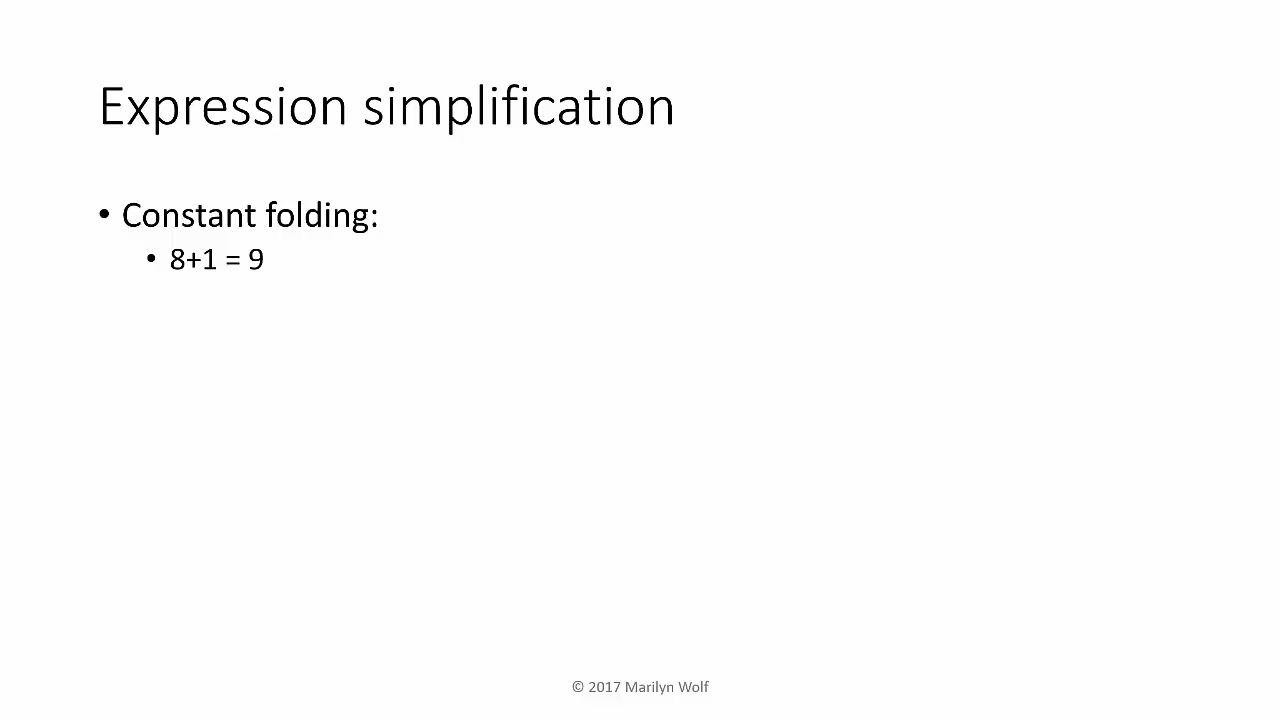 Expression simplification
• Constant folding:
• 8+1 = 9
© 2017 Marilyn Wolf